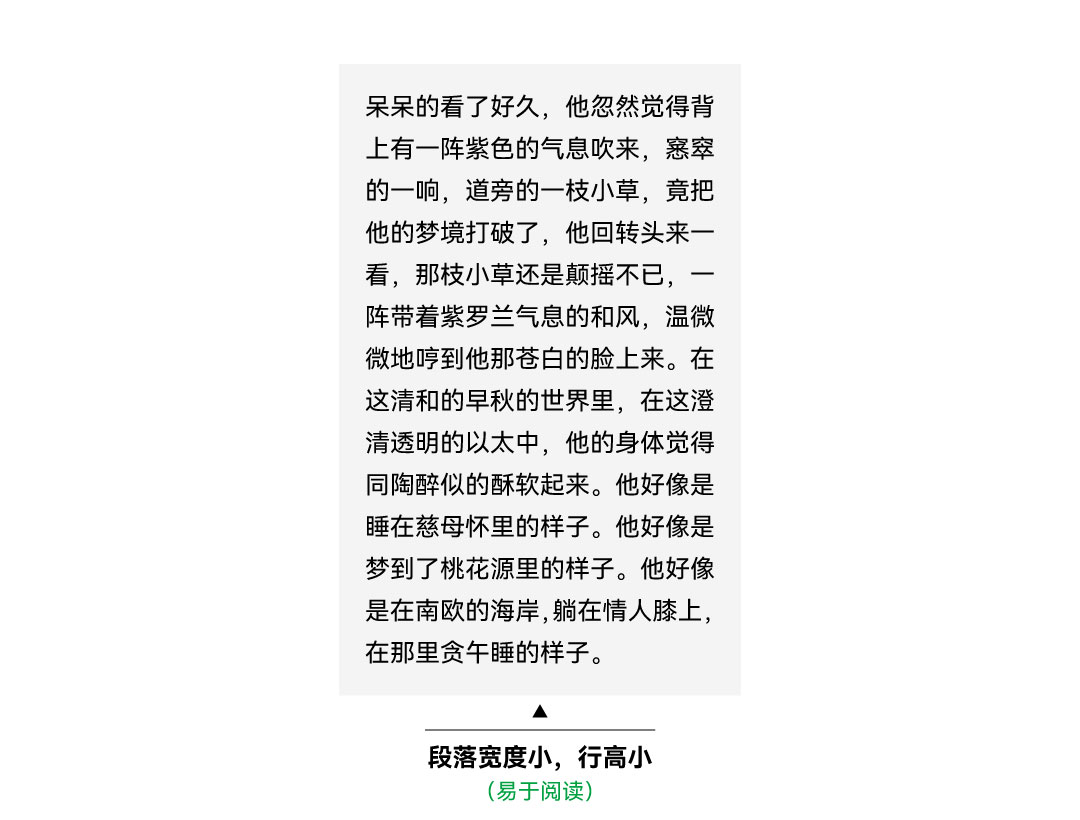 呆呆的看了好久，他忽然觉得背
上有一阵紫色的气息吹来，窸窣
的一响，道旁的一枝小草，竟把
他的梦境打破了，他回转头来一
看，那枝小草还是颠摇不已，一
阵带着紫罗兰气息的和风，温微
微地哼到他那苍白的脸上来。在
这清和的早秋的世界里，在这澄
清透明的以太中，他的身体觉得
同陶醉似的酥软起来。他好像是
睡在慈母怀里的样子。他好像是
梦到了桃花源里的样子。他好像
是在南欧的海岸,躺在情人膝上，
在那里贪午睡的样子。
▲
段落宽度小，行高小
（易于阅读）